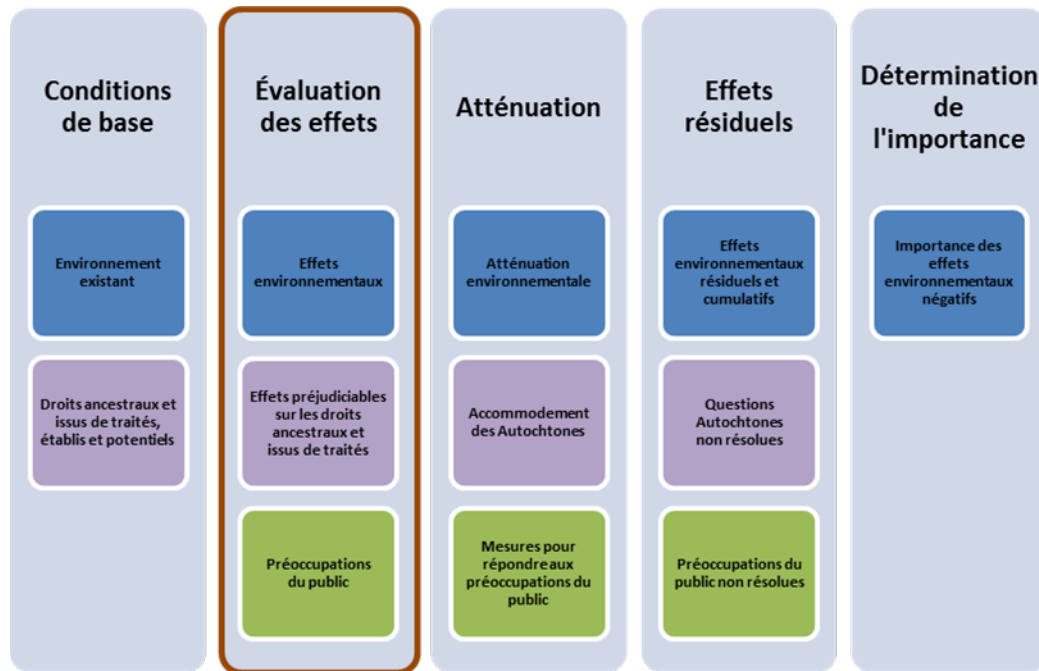 Conditions
de base
Environnement
existant
Droits ancestraux et
issus de traités,
établis et potentiels
Évaluation
des effets
Effets
environnementaux
Effets préjudiciables
sur les droits
ancestraux et
issus de traités
Préoccupations
du public
Atténuation
Atténuation
environnementale
Accommodement
des Autochtones
Mesures pour
répondre aux
préoccupations du
public
Effets
résiduels
Effets
environnementaux
résiduels et
cumulatifs
Questions
Autochtones
non résolues
Préoccupations du
public non résolues
Détermination
de
l'importance
Importance des
effets
environnementaux
négatifs